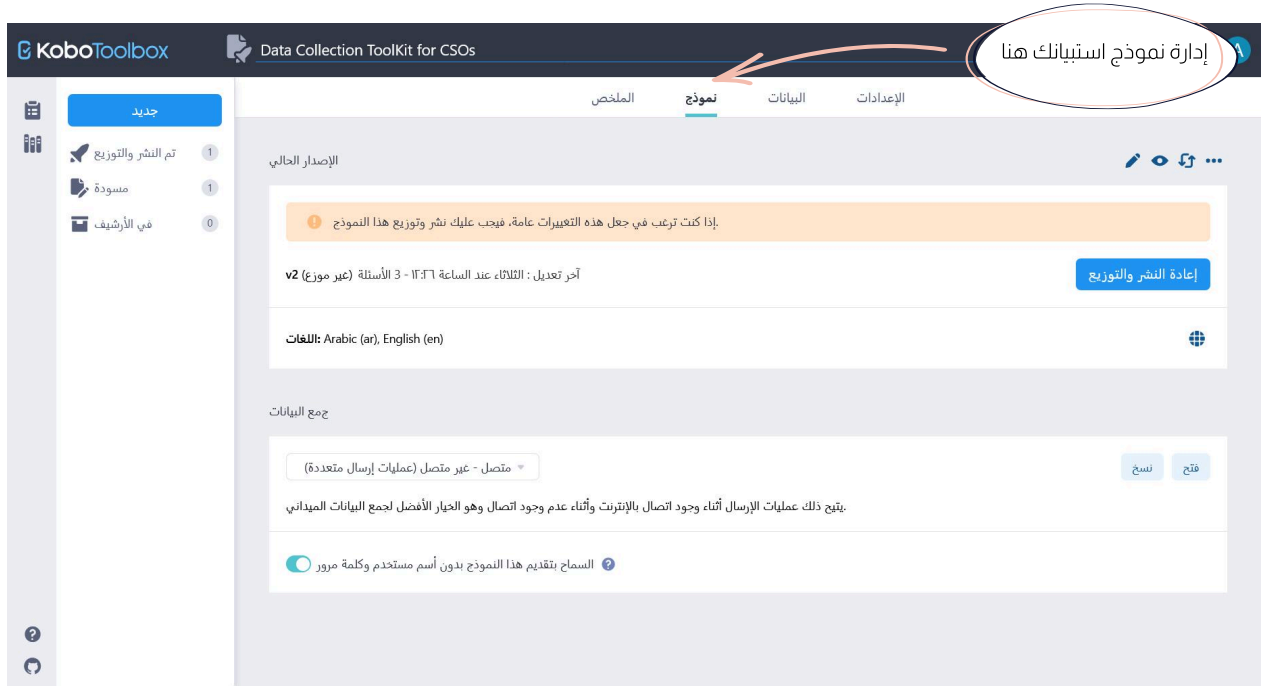 KoboToolbox
Data Collection ToolKit for CSOs
إدارة نموذج استبيانك هنا
A
الملخص
نموذج
البيانات
الإعدادات
جديد
تم النشر والتوزيع 1
مسودة 1
في الأرشيف 0
الإصدار الحالي
إذا كنت ترغب في جعل هذه التغييرات عامة، فيجب عليك نشر وتوزيع هذا النموذج.
v2 (غير موزع) آخر تعديل : الثلاثاء عند الساعة ١٢:٢٦ - 3 الأسئلة
إعادة النشر والتوزيع
اللغات: Arabic (ar), English (en)
جمع البيانات
متصل - غير متصل (عمليات إرسال متعددة)
نسخ
فتح
يتيح ذلك عمليات الإرسال أثناء وجود اتصال بالإنترنت وأثناء عدم وجود اتصال وهو الخيار الأفضل لجمع البيانات الميداني.
السماح بتقديم هذا النموذج بدون أسم مستخدم وكلمة مرور